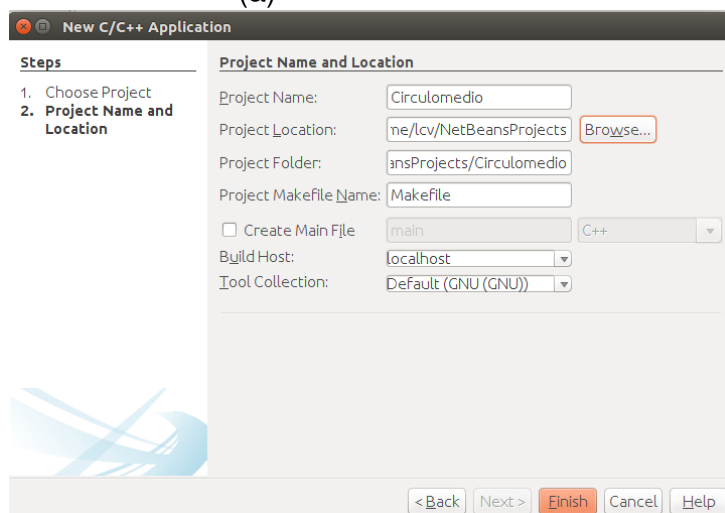 (a)
New C/C++ Application
Steps
1. Choose Project
2. Project Name and
Location
Project Name and Location
Project Name: Circulomedio
Project Location: me/lcv/NetBeansProjects Browse...
Project Folder: ansProjects/Circulomedio
Project Makefile Name: Makefile
Create Main File main C++
Build Host: localhost
Tool Collection: Default (GNU (GNU))
< Back Next > Finish Cancel Help